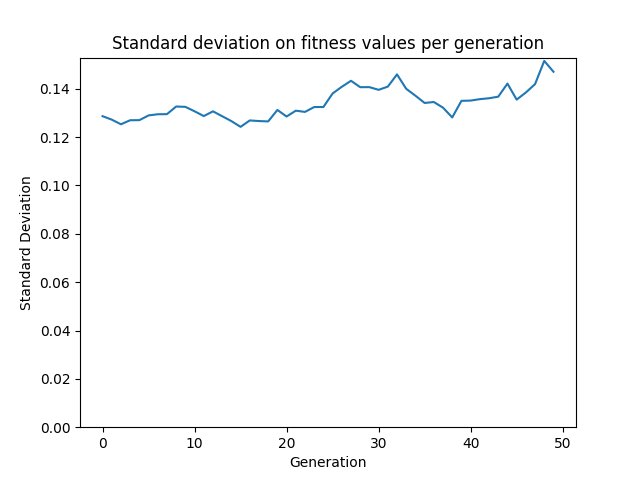 Standard deviation on fitness values per generation
0.14
0.12
0.10
0.08
0.06
0.04
0.02
0.00
Standard Deviation
0 10 20 30 40 50
Generation